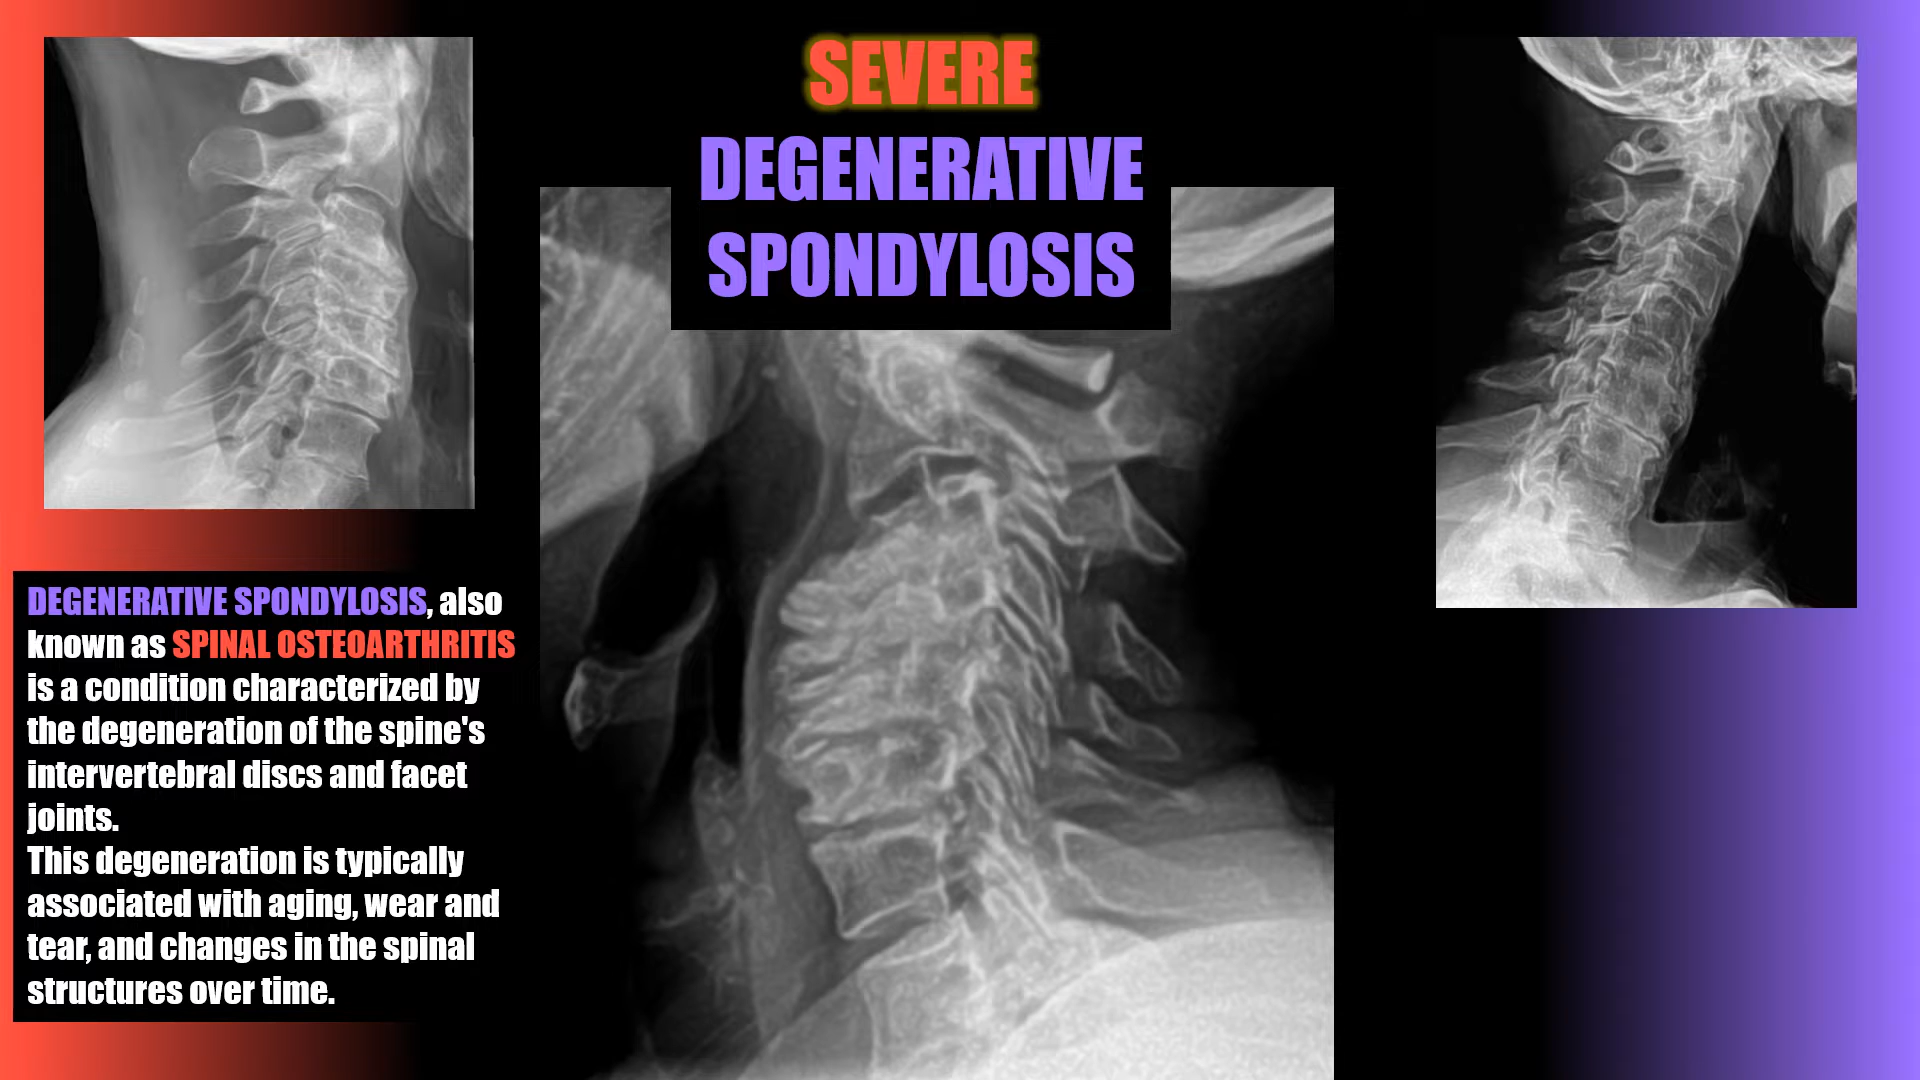 SEVERE
DEGENERATIVE
SPONDYLOSIS
DEGENERATIVE SPONDYLOSIS, also
known as SPINAL OSTEOARTHRITIS
is a condition characterized by
the degeneration of the spine's
intervertebral discs and facet
joints.
This degeneration is typically
associated with aging, wear and
tear, and changes in the spinal
structures over time.